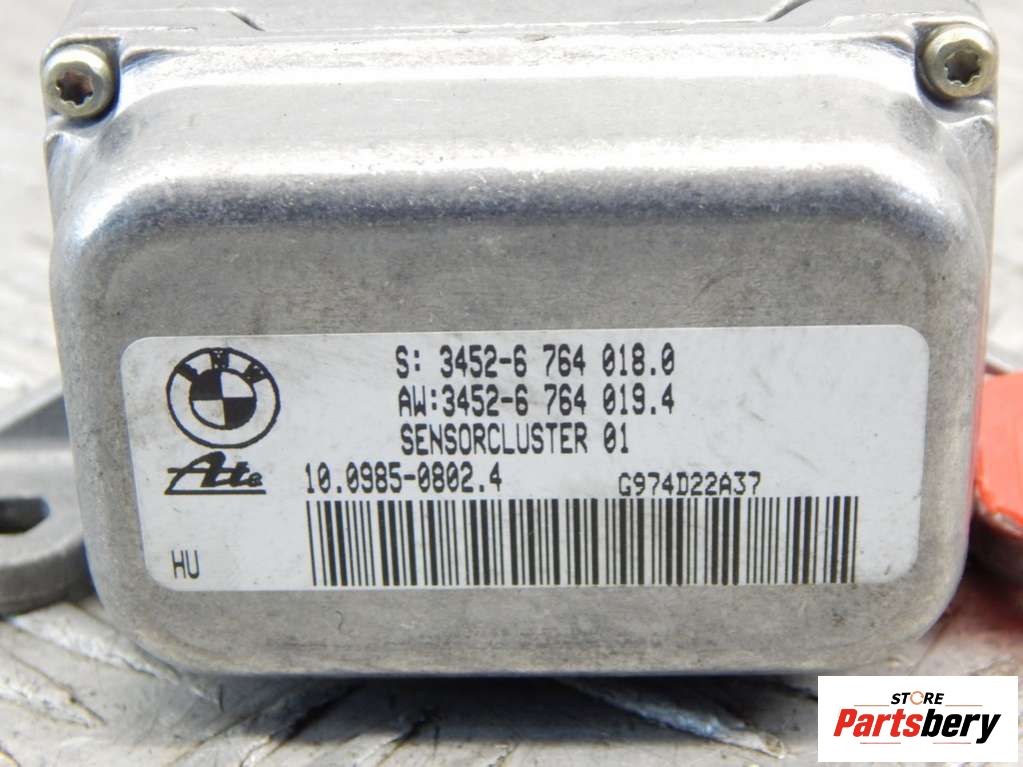 BMW
S: 3452-6 764 018.0
AW:3452-6 764 019.4
SENSORCLUSTER 01
Ate
10.0985-0802.4 G974D22A37
HU
STORE
Partsbery